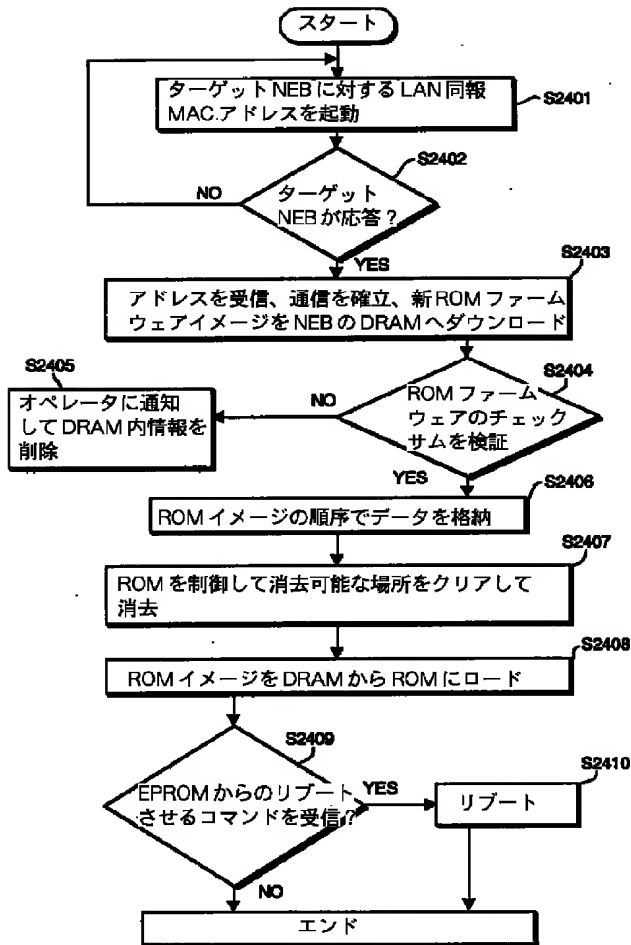 スタート
ターゲットNEBに対するLAN同報
MAC.アドレスを起動
S2401
S2402
ターゲット
NEBが応答？
NO
YES
S2403
アドレスを受信、通信を確立、新ROMファーム
ウェアイメージをNEBのDRAMへダウンロード
S2404
ROMファーム
ウェアのチェック
サムを検証
NO
S2405
オペレータに通知
してDRAM内情報を
削除
YES
S2406
ROMイメージの順序でデータを格納
S2407
ROMを制御して消去可能な場所をクリアして
消去
S2408
ROMイメージをDRAMからROMにロード
S2409
EPROMからのリブート
させるコマンドを受信？
YES
S2410
リブート
NO
エンド